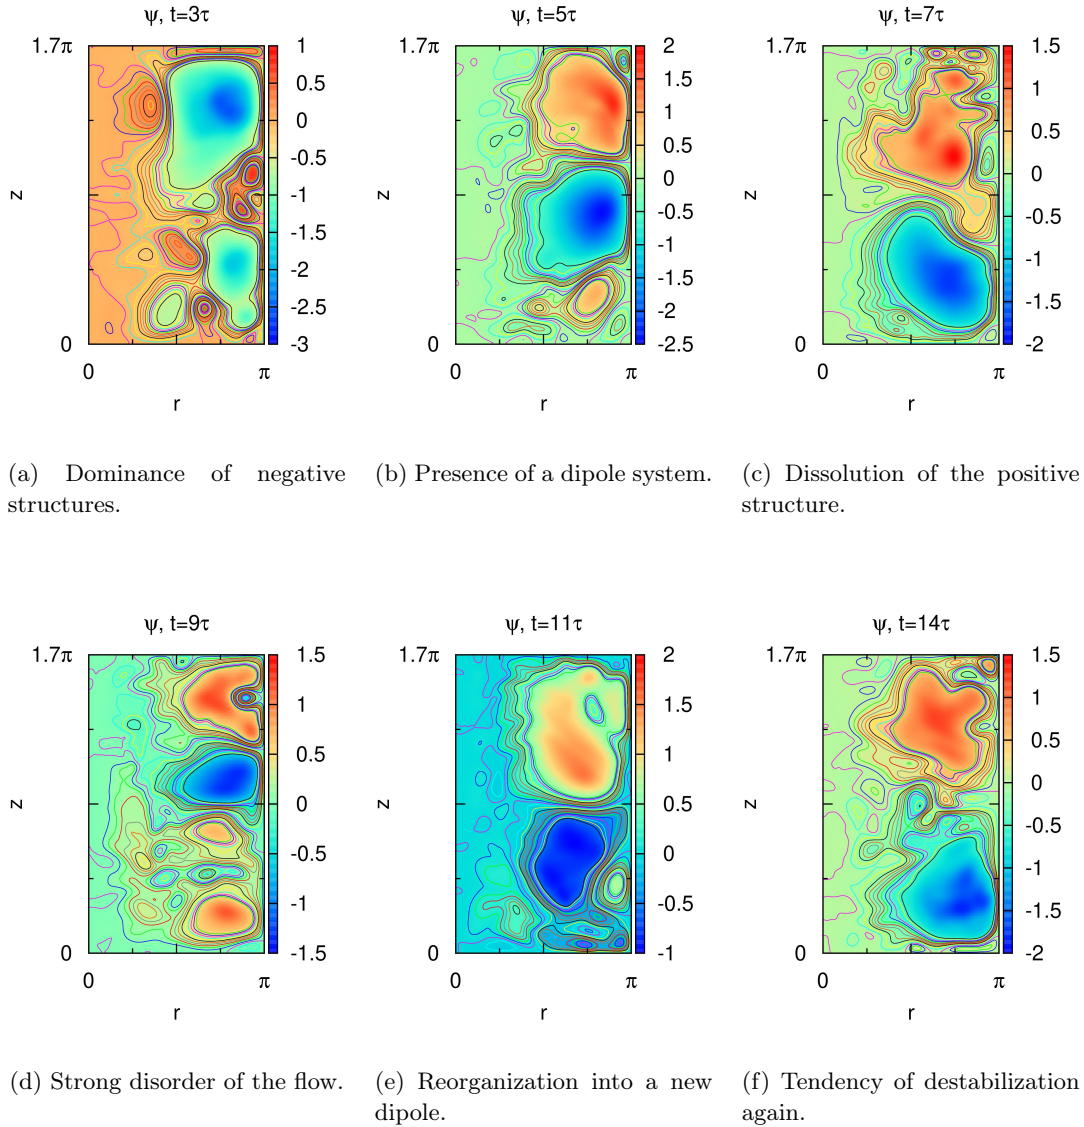 ψ, t=3τ
1.7π
0
z
0
π
r
1
0.5
0
-0.5
-1
-1.5
-2
-2.5
-3
(a) Dominance of negative
structures.
ψ, t=5τ
1.7π
0
z
0
π
r
2
1.5
1
0.5
0
-0.5
-1
-1.5
-2
-2.5
(b) Presence of a dipole system.
ψ, t=7τ
1.7π
0
z
0
π
r
1.5
1
0.5
0
-0.5
-1
-1.5
-2
(c) Dissolution of the positive
structure.
ψ, t=9τ
1.7π
0
z
0
π
r
1.5
1
0.5
0
-0.5
-1
-1.5
(d) Strong disorder of the flow.
ψ, t=11τ
1.7π
0
z
0
π
r
2
1.5
1
0.5
0
-0.5
-1
(e) Reorganization into a new
dipole.
ψ, t=14τ
1.7π
0
z
0
π
r
1.5
1
0.5
0
-0.5
-1
-1.5
-2
(f) Tendency of destabilization
again.